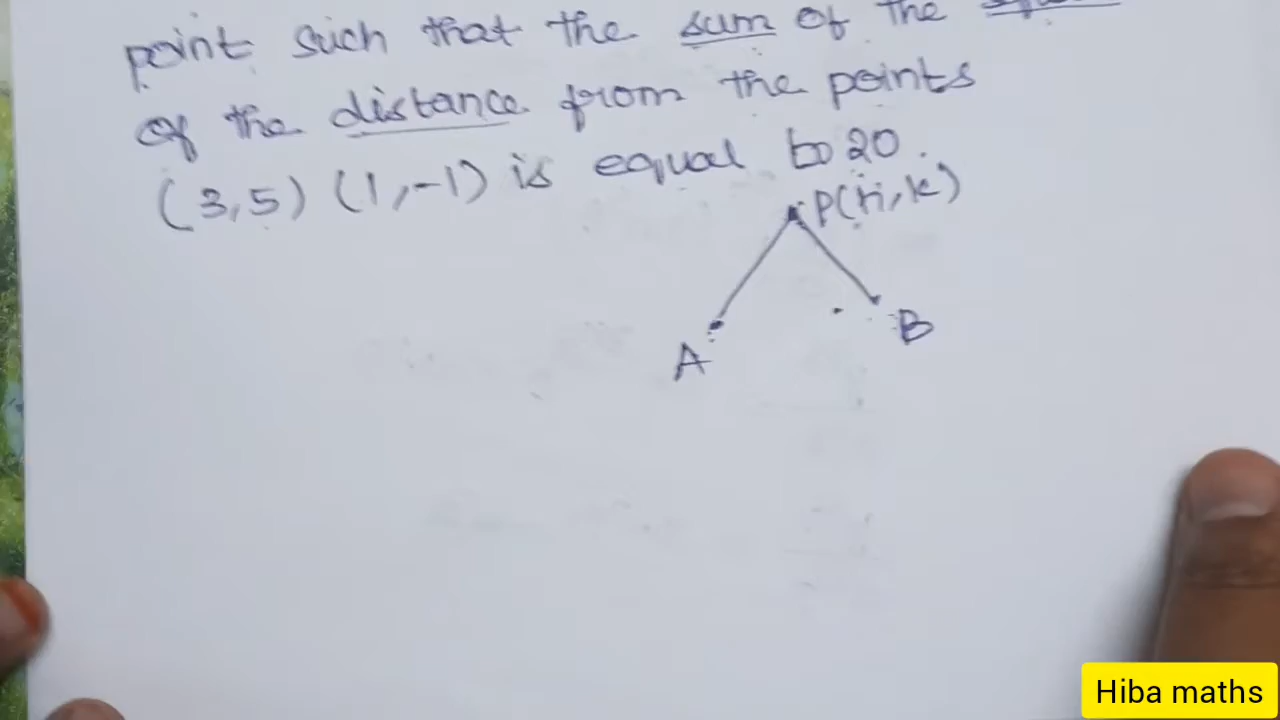 point such that the sum of the
of the distance from the points
(3,5) (1,-1) is equal to 20.
P(h,k)
A
B
Hiba maths